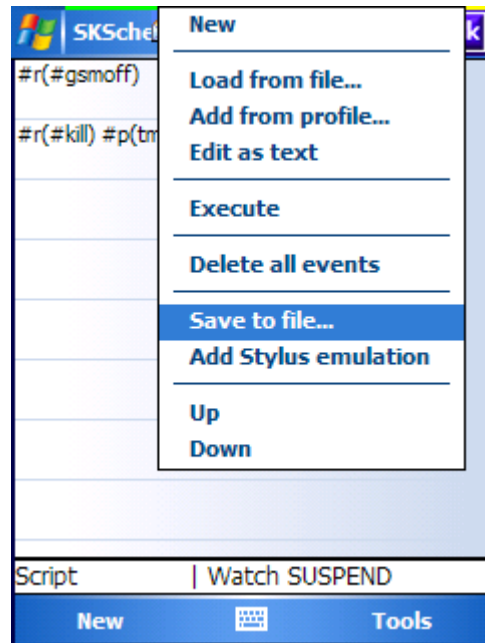 SKSche
k
New
#r(#gsmoff)
Load from file...
Add from profile...
#r(#kill) #p(tm
Edit as text
Execute
Delete all events
Save to file...
Add Stylus emulation
Up
Down
Script | Watch SUSPEND
New Tools